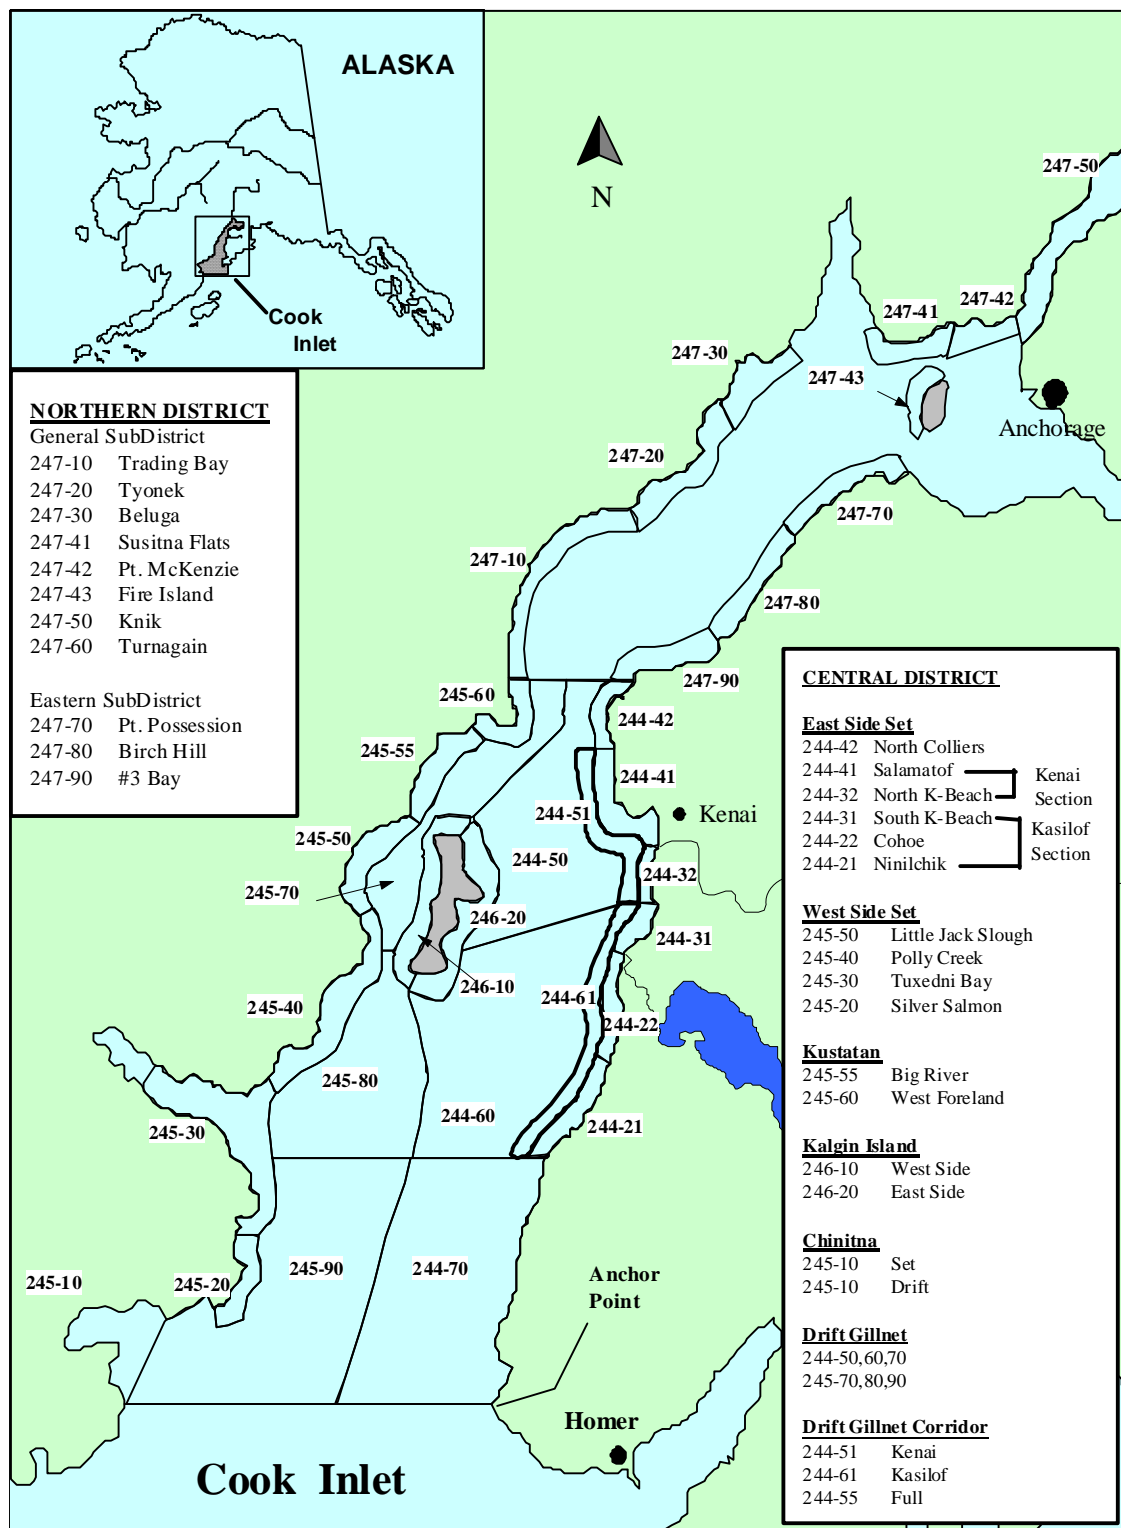 ALASKA
Cook
Inlet
N
NORTHERN DISTRICT
General SubDistrict
247-10 Trading Bay
247-20 Tyonek
247-30 Beluga
247-41 Susitna Flats
247-42 Pt. McKenzie
247-43 Fire Island
247-50 Knik
247-60 Turnagain
Eastern SubDistrict
247-70 Pt. Possession
247-80 Birch Hill
247-90 #3 Bay
247-50
247-42
247-41
247-30
247-43
Anchorage
247-20
247-70
247-10
247-80
247-90
245-60
244-42
245-55
244-41
244-51
Kenai
245-50
244-50
244-32
245-70
246-20
244-31
246-10
244-61
245-40
244-22
245-80
244-60
244-21
245-30
245-90
244-70
245-10
245-20
Anchor
Point
Homer
Cook Inlet
CENTRAL DISTRICT
East Side Set
244-42 North Colliers
244-41 Salamatof
244-32 North K-Beach
Kenai
Section
244-31 South K-Beach
244-22 Cohoe
244-21 Ninilchik
Kasilof
Section
West Side Set
245-50 Little Jack Slough
245-40 Polly Creek
245-30 Tuxedni Bay
245-20 Silver Salmon
Kustatan
245-55 Big River
245-60 West Foreland
Kalgin Island
246-10 West Side
246-20 East Side
Chinitna
245-10 Set
245-10 Drift
Drift Gillnet
244-50,60,70
245-70,80,90
Drift Gillnet Corridor
244-51 Kenai
244-61 Kasilof
244-55 Full